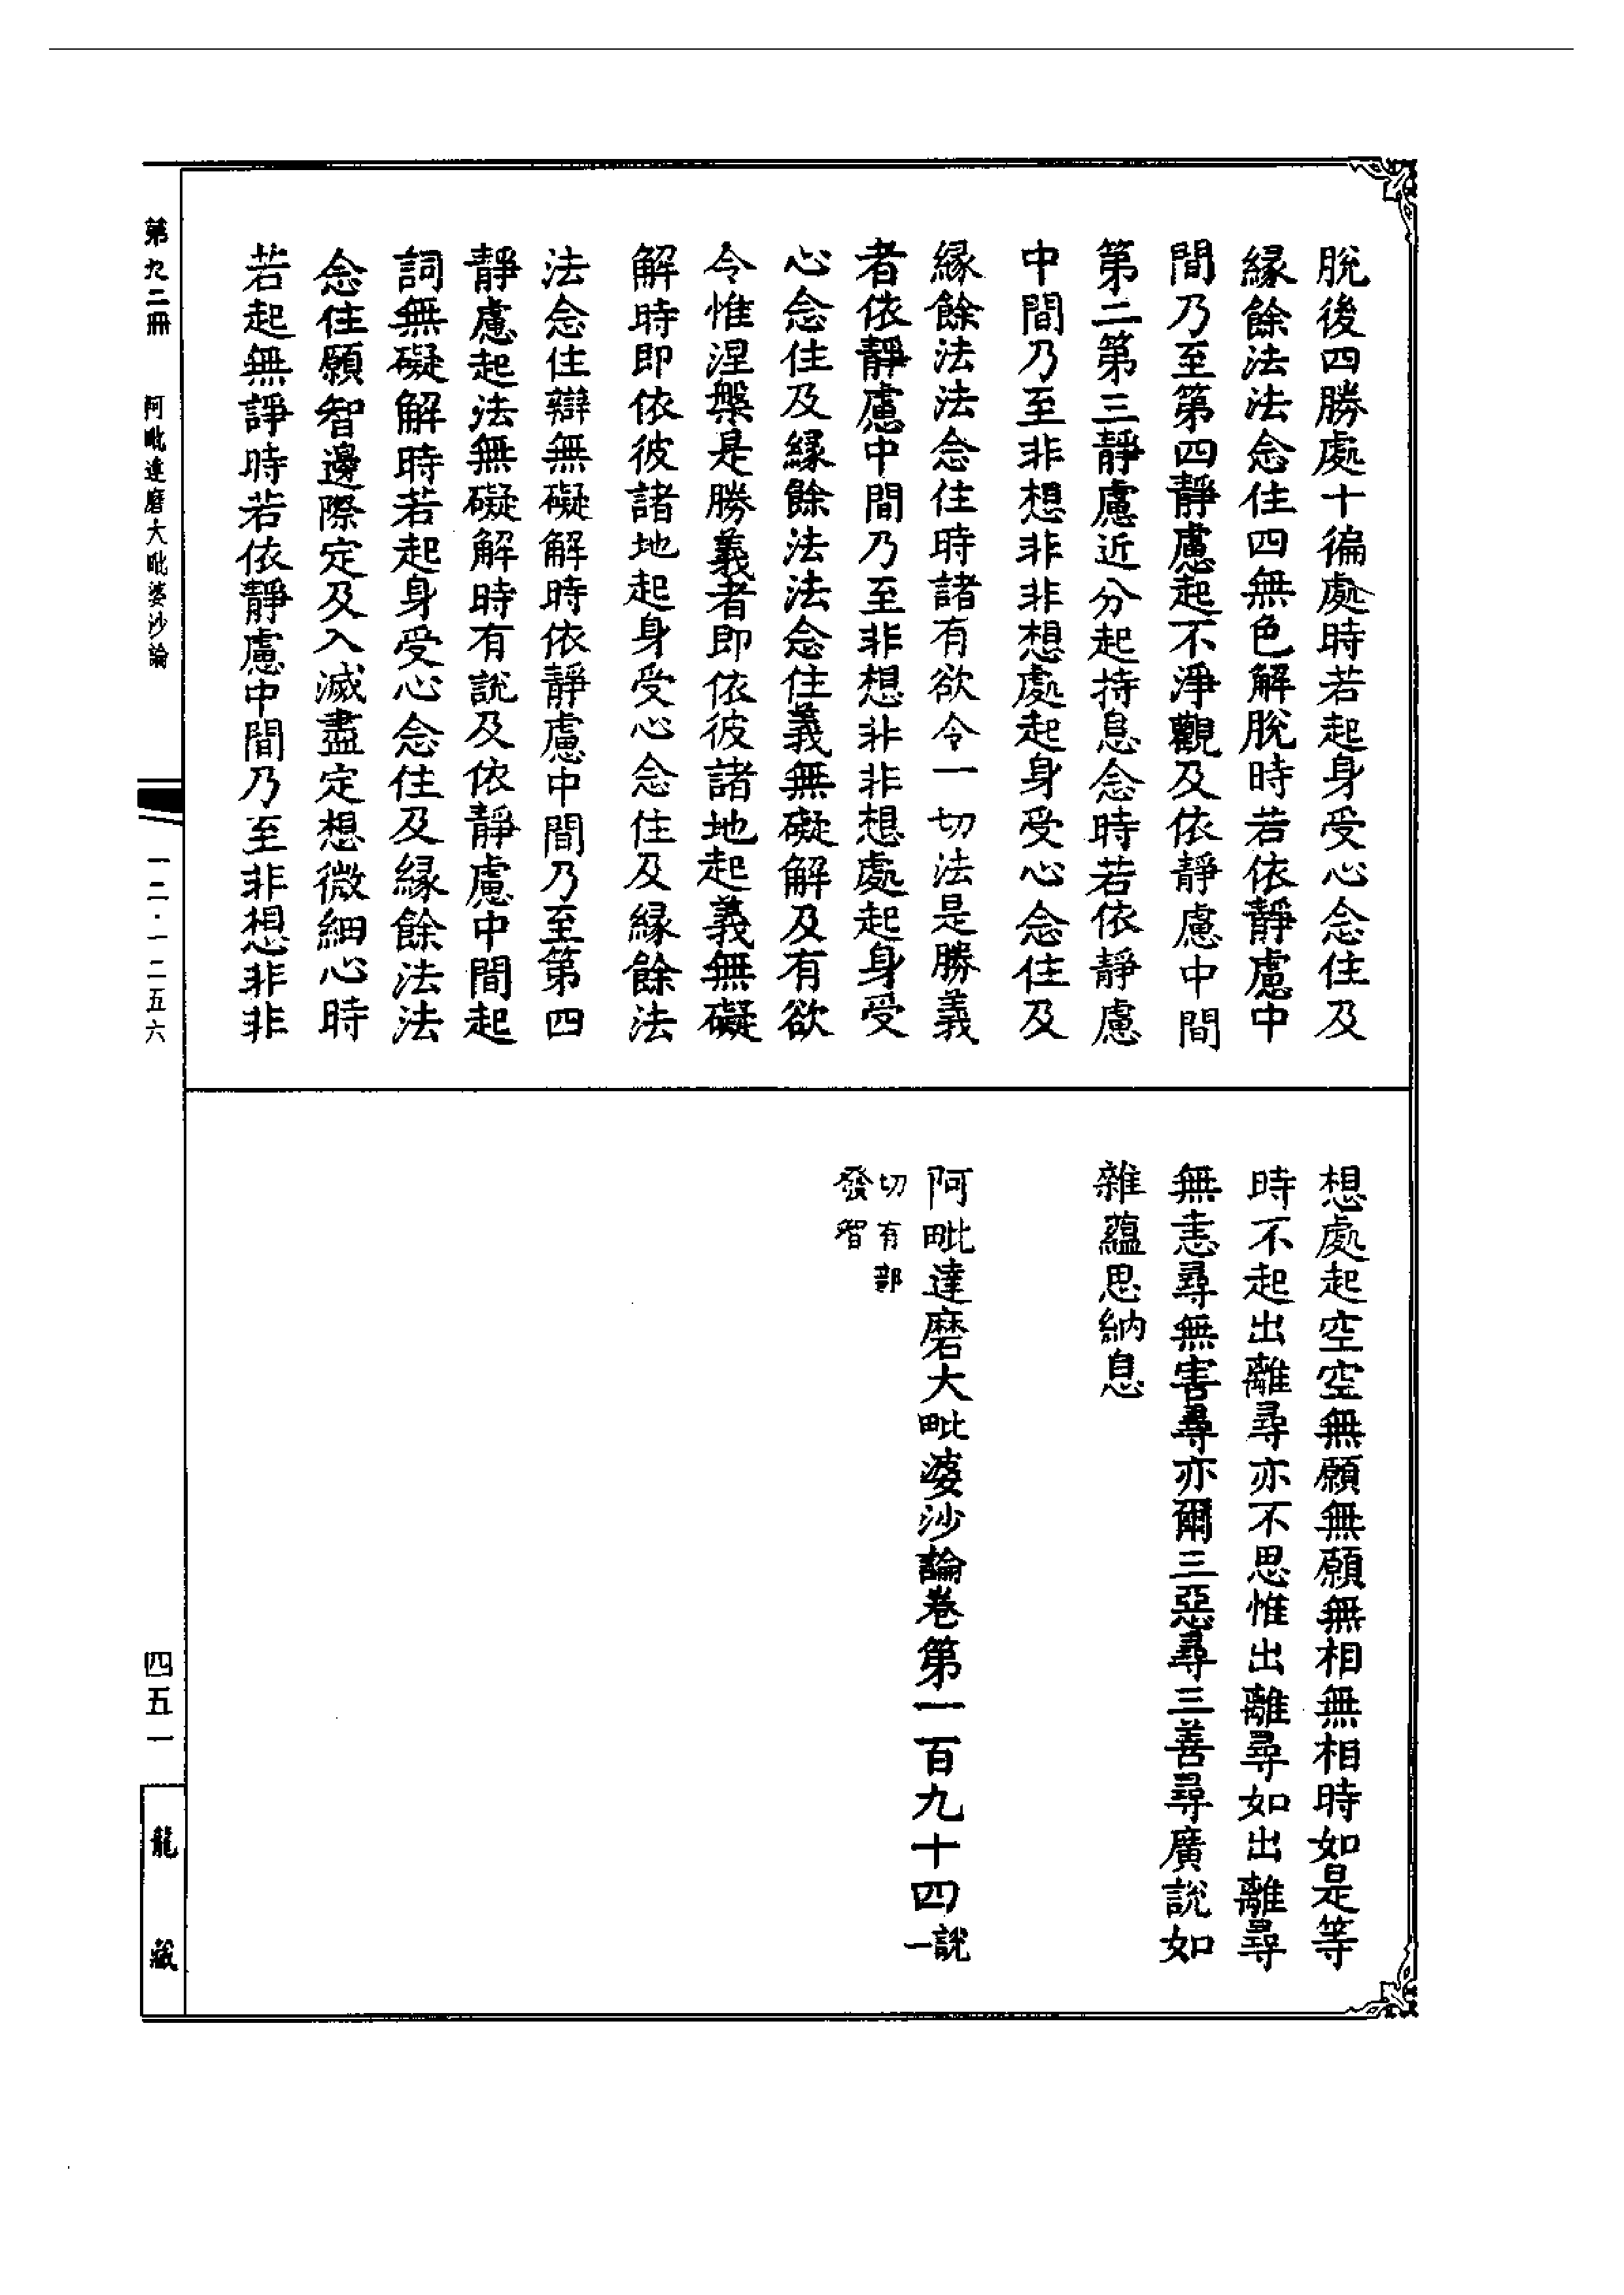 脫後四勝處十徧處時若起身受心念住及
緣餘法法念住四無色解脫時若依靜慮中
間乃至第四靜慮起不淨觀及依靜慮中間
第二第三靜慮近分起持息念時若依靜慮
中間乃至非想非非想處起身受心念住及
緣餘法法念住時諸有欲令一切法是勝義
者依靜慮中間乃至非想非非想處起身受
心念住及緣餘法法念住義無礙解及有欲
令惟涅槃是勝義者即依彼諸地起義無礙
解時即依彼諸地起身受心念住及緣餘法
法念住辯無礙解時依靜慮中間乃至第四
靜慮起法無礙解時有說及依靜慮中間起
詞無礙解時若起身受心念住及緣餘法法
念住願智邊際定及入滅盡定想微細心時
若起無諍時若依靜慮中間乃至非想非非
想處起空空無願無願無相無相時如是等
時不起出離尋亦不思惟出離尋如出離尋
無恚尋無害尋亦爾三惡尋三善尋廣說如
雜蘊思納息
阿毗達磨大毗婆沙論卷第一百九十四 說一
切有部
發智
第九二冊 阿毗達磨大毗婆沙論 一二·一二五六 四五一 龍藏